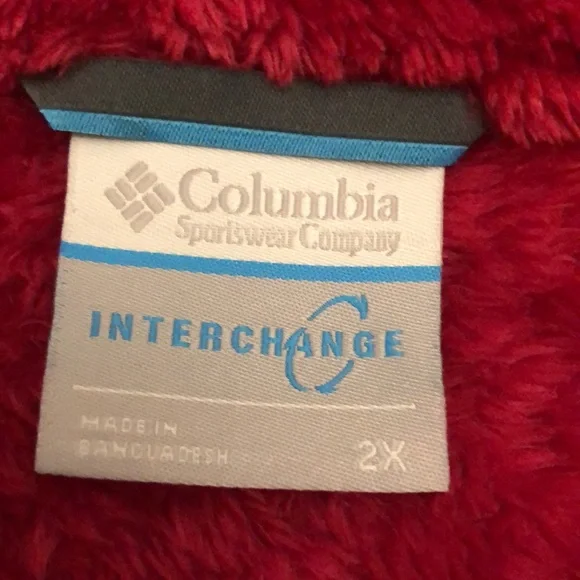 Columbia
Sportswear Company
INTERCHANGE
MADE IN
BANGLADESH
2X